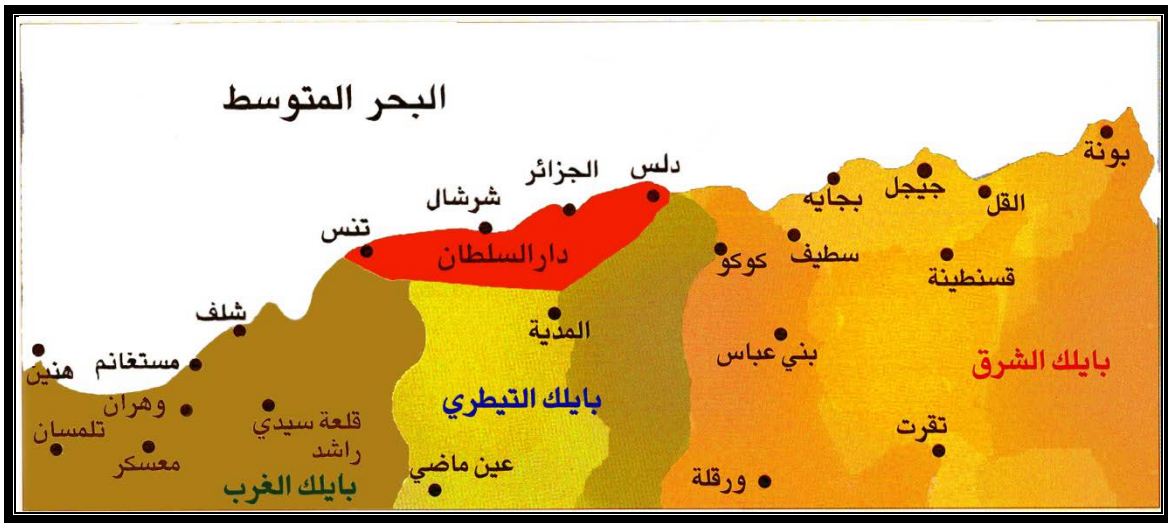 البحر المتوسط
بونة
القل
جيجل
بجايه
دلس
الجزائر
شرشال
تنس
دار السلطان
كوكو
سطيف
قسنطينة
شلف
مستغانم
هنين
المدية
بني عباس
بايلك الشرق
بايلك التيطري
وهران
تلمسان
معسكر
قلعة سيدي
راشد
تقرت
ورقلة
عين ماضي
بايلك الغرب